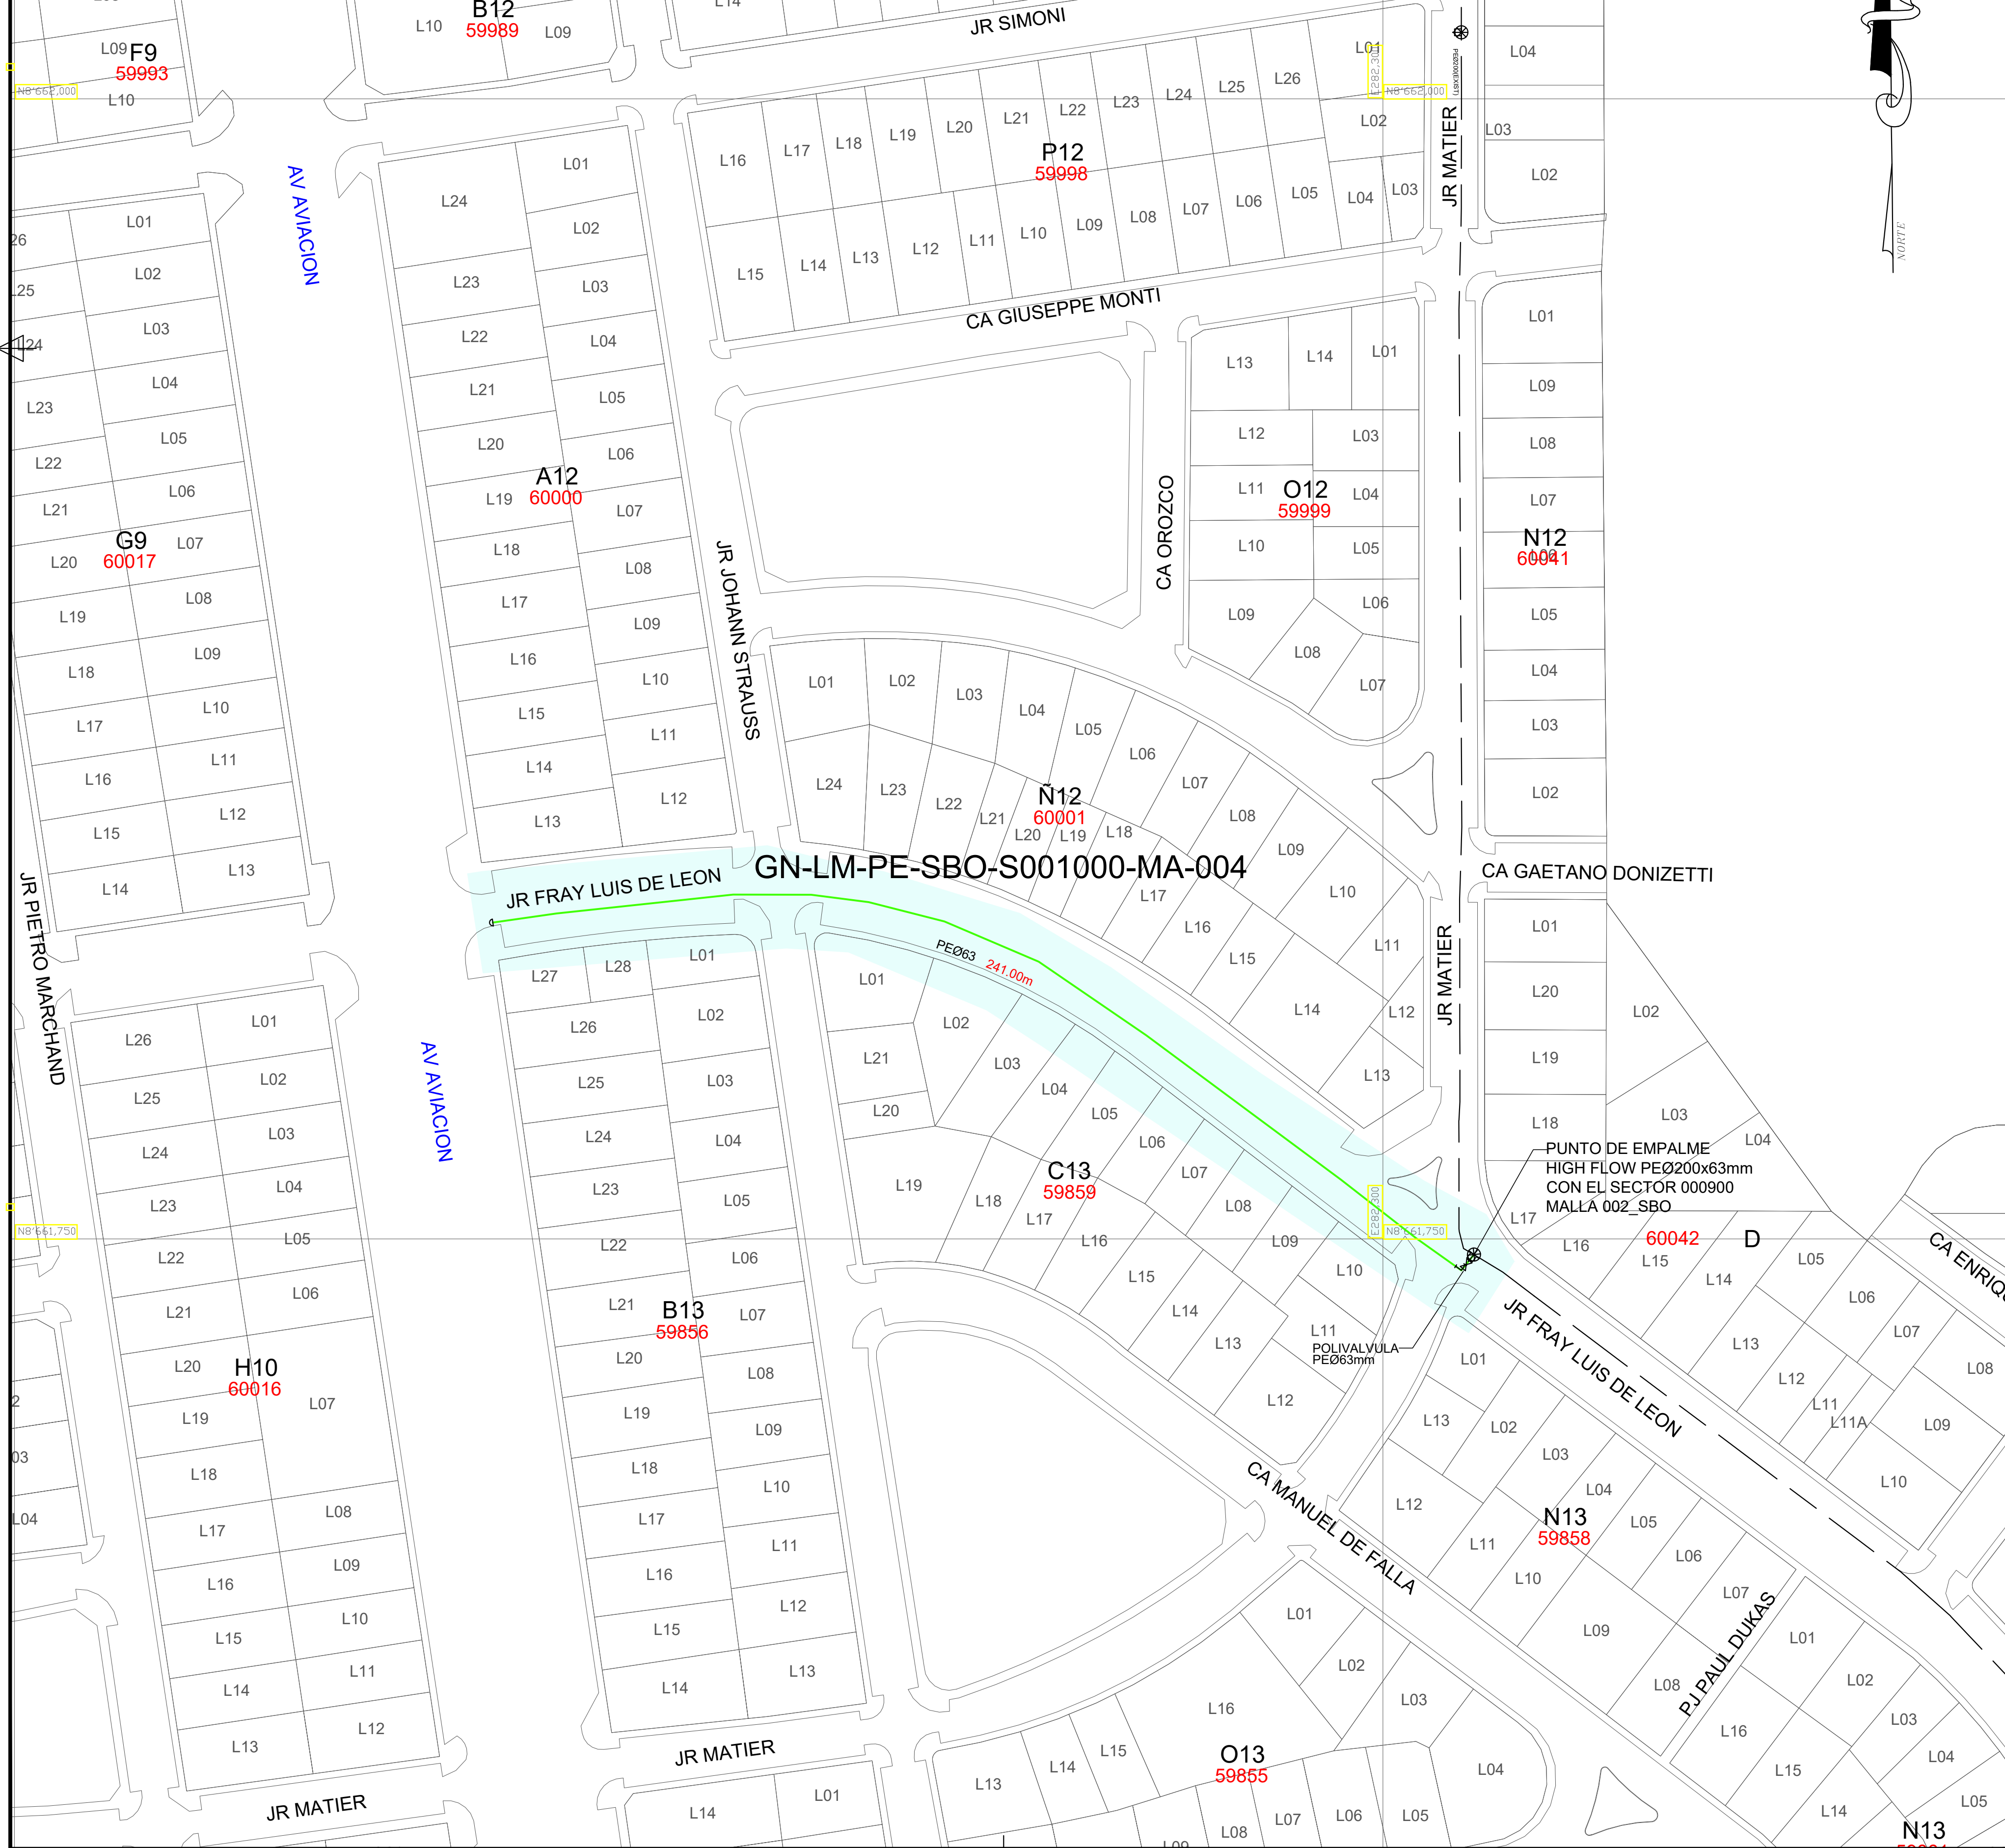 B12
59989
L10
L09
L14
JR SIMONI
L09
F9
59993
L10
N8'662,000
E282,300
N8'662,000
PEØ200(EXIST)
L04
L03
L02
JR MATIER
NORTE
AV AVIACION
L16
L17
L18
L19
L20
L21
L22
L23
L24
L25
L26
L01
L02
P12
59998
L15
L14
L13
L12
L11
L10
L09
L08
L07
L06
L05
L04
L03
CA GIUSEPPE MONTI
26
L25
L24
L23
L22
L21
L20
L19
L18
L17
L16
L15
L14
L01
L02
L03
L04
L05
L06
L07
L08
L09
L10
L11
L12
L13
G9
60017
JR PIETRO MARCHAND
L24
L23
L22
L21
L20
L19
L18
L17
L16
L15
L14
L13
L01
L02
L03
L04
L05
L06
L07
L08
L09
L10
L11
L12
A12
60000
JR JOHANN STRAUSS
CA OROZCO
L13
L14
L01
L12
L03
L11
L04
L10
L05
L09
L06
L08
L07
O12
59999
L01
L09
L08
L07
N12
60041
L06
L05
L04
L03
L02
CA GAETANO DONIZETTI
L01
L02
L03
L04
L05
L06
L07
L08
L09
L10
L11
L12
L13
L14
L15
L16
L17
L18
L19
L20
L21
L22
L23
L24
Ñ12
60001
GN-LM-PE-SBO-S001000-MA-004
JR FRAY LUIS DE LEON
PEØ63 241.00m
JR MATIER
L01
L20
L19
L18
L17
L02
L03
L04
PUNTO DE EMPALME
HIGH FLOW PEØ200x63mm
CON EL SECTOR 000900
MALLA 002_SBO
60042 D
L16
L15
L14
L13
L12
L11
L11A
L10
L05
L06
L07
L08
L09
CA ENRIQU
N8'661,750
E282,300
N8'661,750
AV AVIACION
L26
L25
L24
L23
L22
L21
L20
L19
L18
L17
L16
L15
L14
L13
L01
L02
L03
L04
L05
L06
L07
L08
L09
L10
L11
L12
H10
60016
2
03
L04
JR MATIER
L27
L28
L01
L26
L25
L24
L23
L22
L21
L20
L19
L18
L17
L16
L15
L14
L02
L03
L04
L05
L06
L07
L08
L09
L10
L11
L12
L13
B13
59856
JR MATIER
L14
L01
L01
L21
L20
L19
L02
L03
L04
L05
L06
L07
L08
L09
L10
L11
L12
L13
L14
L15
L16
L17
L18
C13
59859
POLIVALVULA
PEØ63mm
JR FRAY LUIS DE LEON
CA MANUEL DE FALLA
L01
L02
L03
L04
L05
L06
L07
L08
L09
L10
L11
L12
L13
N13
59858
PJ PAUL DUKAS
L01
L02
L03
L04
L05
L16
L15
L14
N13
L01
L02
L03
L04
L05
L06
L07
L08
L09
L16
L15
L14
L13
O13
59855